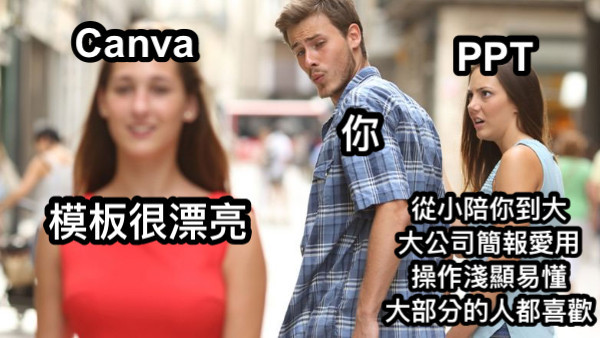 Canva
模板很漂亮
你
PPT
從小陪你到大
大公司簡報愛用
操作淺顯易懂
大部分的人都喜歡